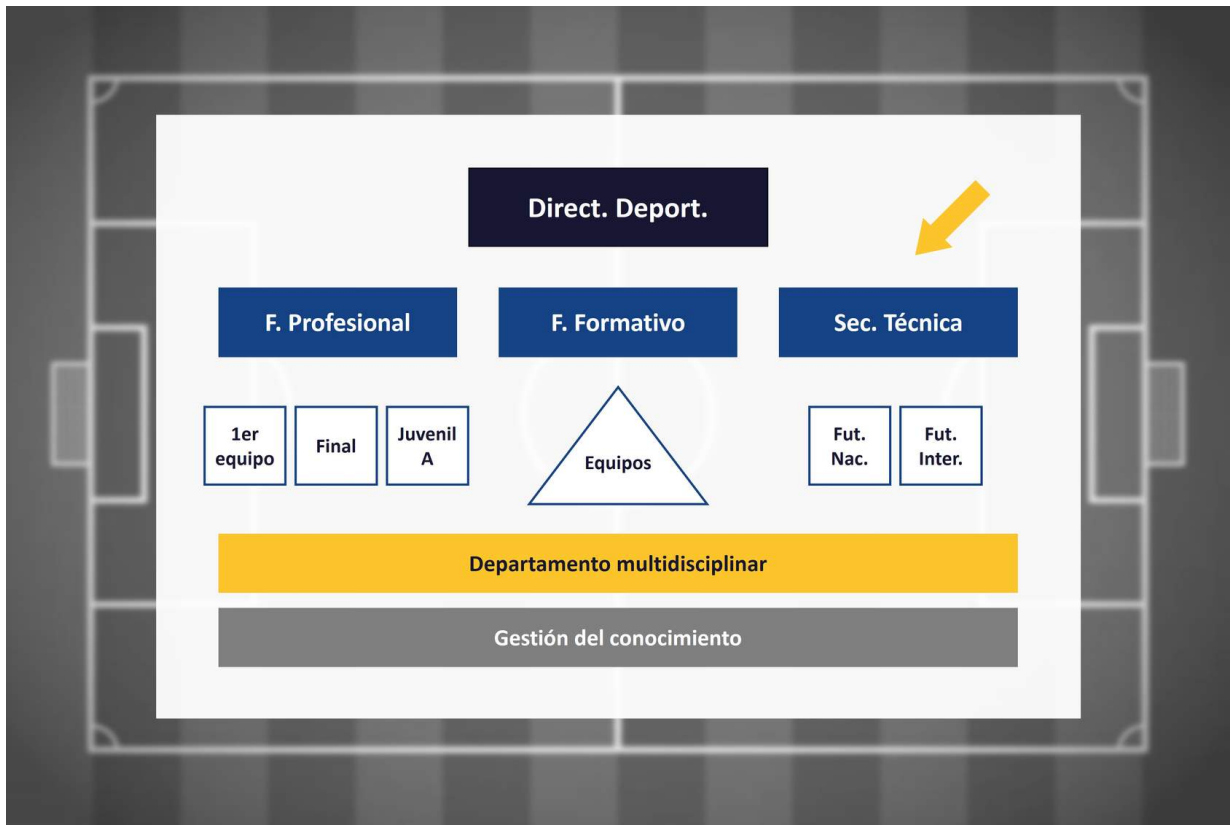 Direct. Deport.
F. Profesional
F. Formativo
Sec. Técnica
1er
equipo
Final
Juvenil
A
Equipos
Fut.
Nac.
Fut.
Inter.
Departamento multidisciplinar
Gestión del conocimiento